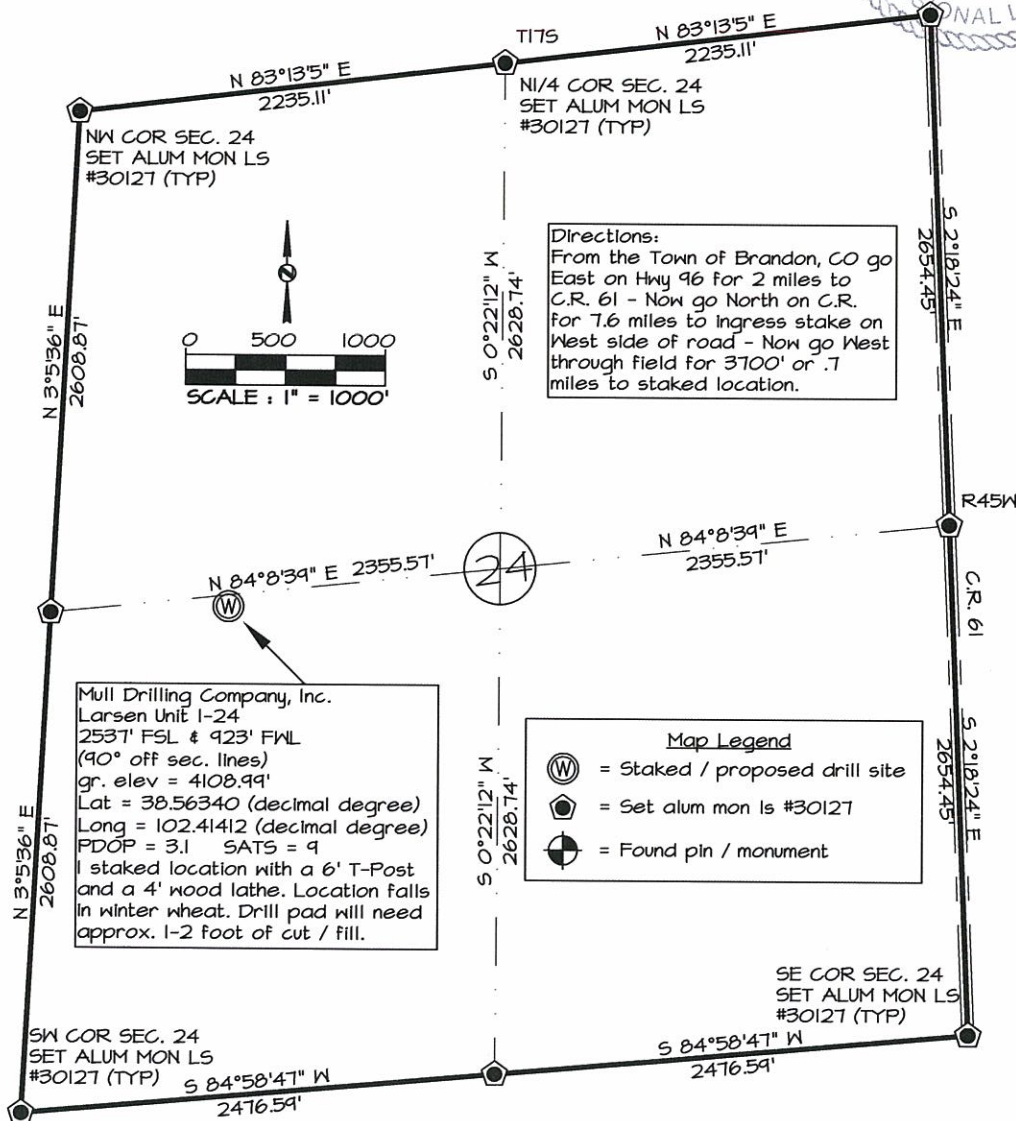 ONAL
T17S
N 83°13'5" E
2235.11'
N 83°13'5" E
2235.11'
NW COR SEC. 24
SET ALUM MON LS
#30127 (TYP)
N1/4 COR SEC. 24
SET ALUM MON LS
#30127 (TYP)
N 3°5'36" E
2608.87'
0 500 1000
SCALE : 1" = 1000'
S 0°22'12" W
2628.74'
Directions:
From the Town of Brandon, CO go
East on Hwy 96 for 2 miles to
C.R. 61 - Now go North on C.R.
for 7.6 miles to ingress stake on
West side of road - Now go West
through field for 3700' or .7
miles to staked location.
S 2°18'24" E
2654.45'
R45W
N 84°8'39" E 2355.57'
24
N 84°8'39" E
2355.57'
W
C.R. 61
Mull Drilling Company, Inc.
Larsen Unit 1-24
2537' FSL & 923' FWL
(90° off sec. lines)
gr. elev = 4108.99'
Lat = 38.56340 (decimal degree)
Long = 102.41412 (decimal degree)
PDOP = 3.1 SATS = 9
I staked location with a 6' T-Post
and a 4' wood lathe. Location falls
in winter wheat. Drill pad will need
approx. 1-2 foot of cut / fill.
N 3°5'36" E
2608.87'
S 0°22'12" W
2628.74'
Map Legend
W = Staked / proposed drill site
= Set alum mon ls #30127
= Found pin / monument
S 2°18'24" E
2654.45'
SW COR SEC. 24
SET ALUM MON LS
#30127 (TYP)
S 84°58'47" W
2476.59'
SE COR SEC. 24
SET ALUM MON LS
#30127 (TYP)
S 84°58'47" W
2476.59'